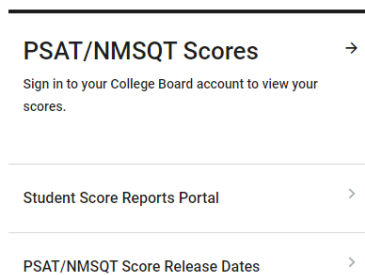 PSAT/NMSQT Scores
Sign in to your College Board account to view your
scores.
Student Score Reports Portal
PSAT/NMSQT Score Release Dates